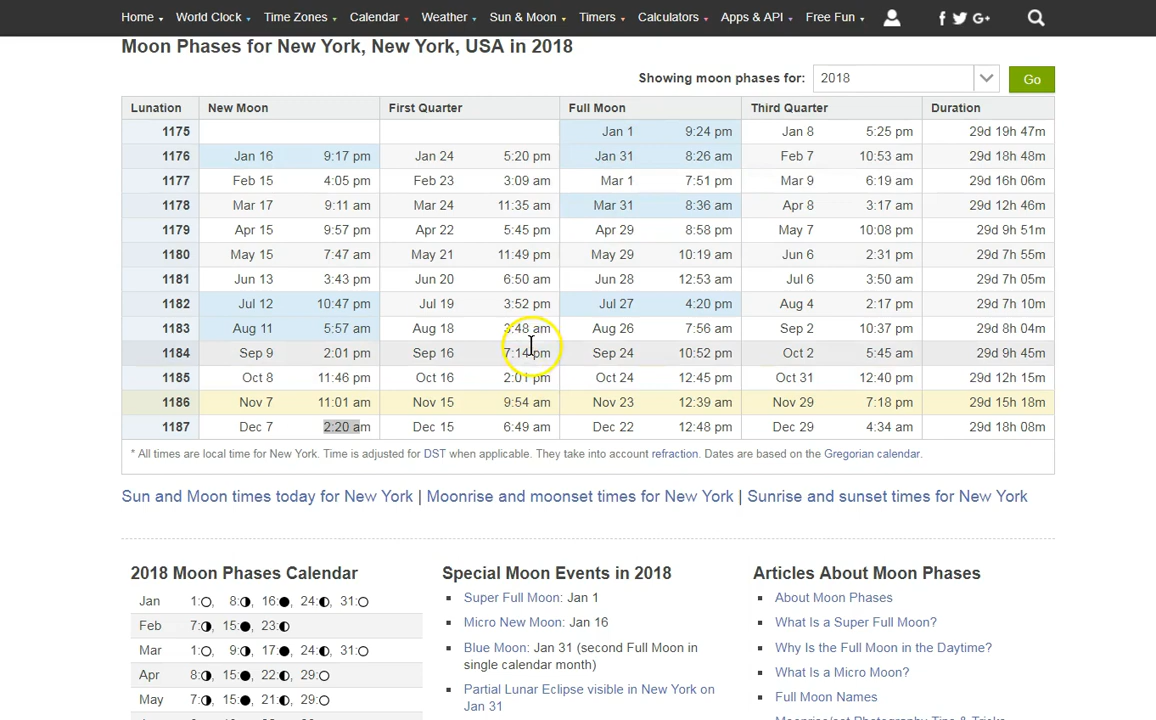 Home World Clock Time Zones Calendar Weather Sun & Moon Timers Calculators Apps & API Free Fun
Moon Phases for New York, New York, USA in 2018
Showing moon phases for: 2018 Go
Lunation New Moon First Quarter Full Moon Third Quarter Duration
1175 Jan 1 9:24 pm Jan 8 5:25 pm 29d 19h 47m
1176 Jan 16 9:17 pm Jan 24 5:20 pm Jan 31 8:26 am Feb 7 10:53 am 29d 18h 48m
1177 Feb 15 4:05 pm Feb 23 3:09 am Mar 1 7:51 pm Mar 9 6:19 am 29d 16h 06m
1178 Mar 17 9:11 am Mar 24 11:35 am Mar 31 8:36 am Apr 8 3:17 am 29d 12h 46m
1179 Apr 15 9:57 pm Apr 22 5:45 pm Apr 29 8:58 pm May 7 10:08 pm 29d 9h 51m
1180 May 15 7:47 am May 21 11:49 pm May 29 10:19 am Jun 6 2:31 pm 29d 7h 55m
1181 Jun 13 3:43 pm Jun 20 6:50 am Jun 28 12:53 am Jul 6 3:50 am 29d 7h 05m
1182 Jul 12 10:47 pm Jul 19 3:52 pm Jul 27 4:20 pm Aug 4 2:17 pm 29d 7h 10m
1183 Aug 11 5:57 am Aug 18 3:48 am Aug 26 7:56 am Sep 2 10:37 pm 29d 8h 04m
1184 Sep 9 2:01 pm Sep 16 7:14 pm Sep 24 10:52 pm Oct 2 5:45 am 29d 9h 45m
1185 Oct 8 11:46 pm Oct 16 2:01 pm Oct 24 12:45 pm Oct 31 12:40 pm 29d 12h 15m
1186 Nov 7 11:01 am Nov 15 9:54 am Nov 23 12:39 am Nov 29 7:18 pm 29d 15h 18m
1187 Dec 7 2:20 am Dec 15 6:49 am Dec 22 12:48 pm Dec 29 4:34 am 29d 18h 08m
* All times are local time for New York. Time is adjusted for DST when applicable. They take into account refraction. Dates are based on the Gregorian calendar.
Sun and Moon times today for New York | Moonrise and moonset times for New York | Sunrise and sunset times for New York
2018 Moon Phases Calendar
Jan 1: , 8: , 16: , 24: , 31:
Feb 7: , 15: , 23:
Mar 1: , 9: , 17: , 24: , 31:
Apr 8: , 15: , 22: , 29:
May 7: , 15: , 21: , 29:
Special Moon Events in 2018
Super Full Moon: Jan 1
Micro New Moon: Jan 16
Blue Moon: Jan 31 (second Full Moon in
single calendar month)
Partial Lunar Eclipse visible in New York on
Jan 31
Articles About Moon Phases
About Moon Phases
What Is a Super Full Moon?
Why Is the Full Moon in the Daytime?
What Is a Micro Moon?
Full Moon Names